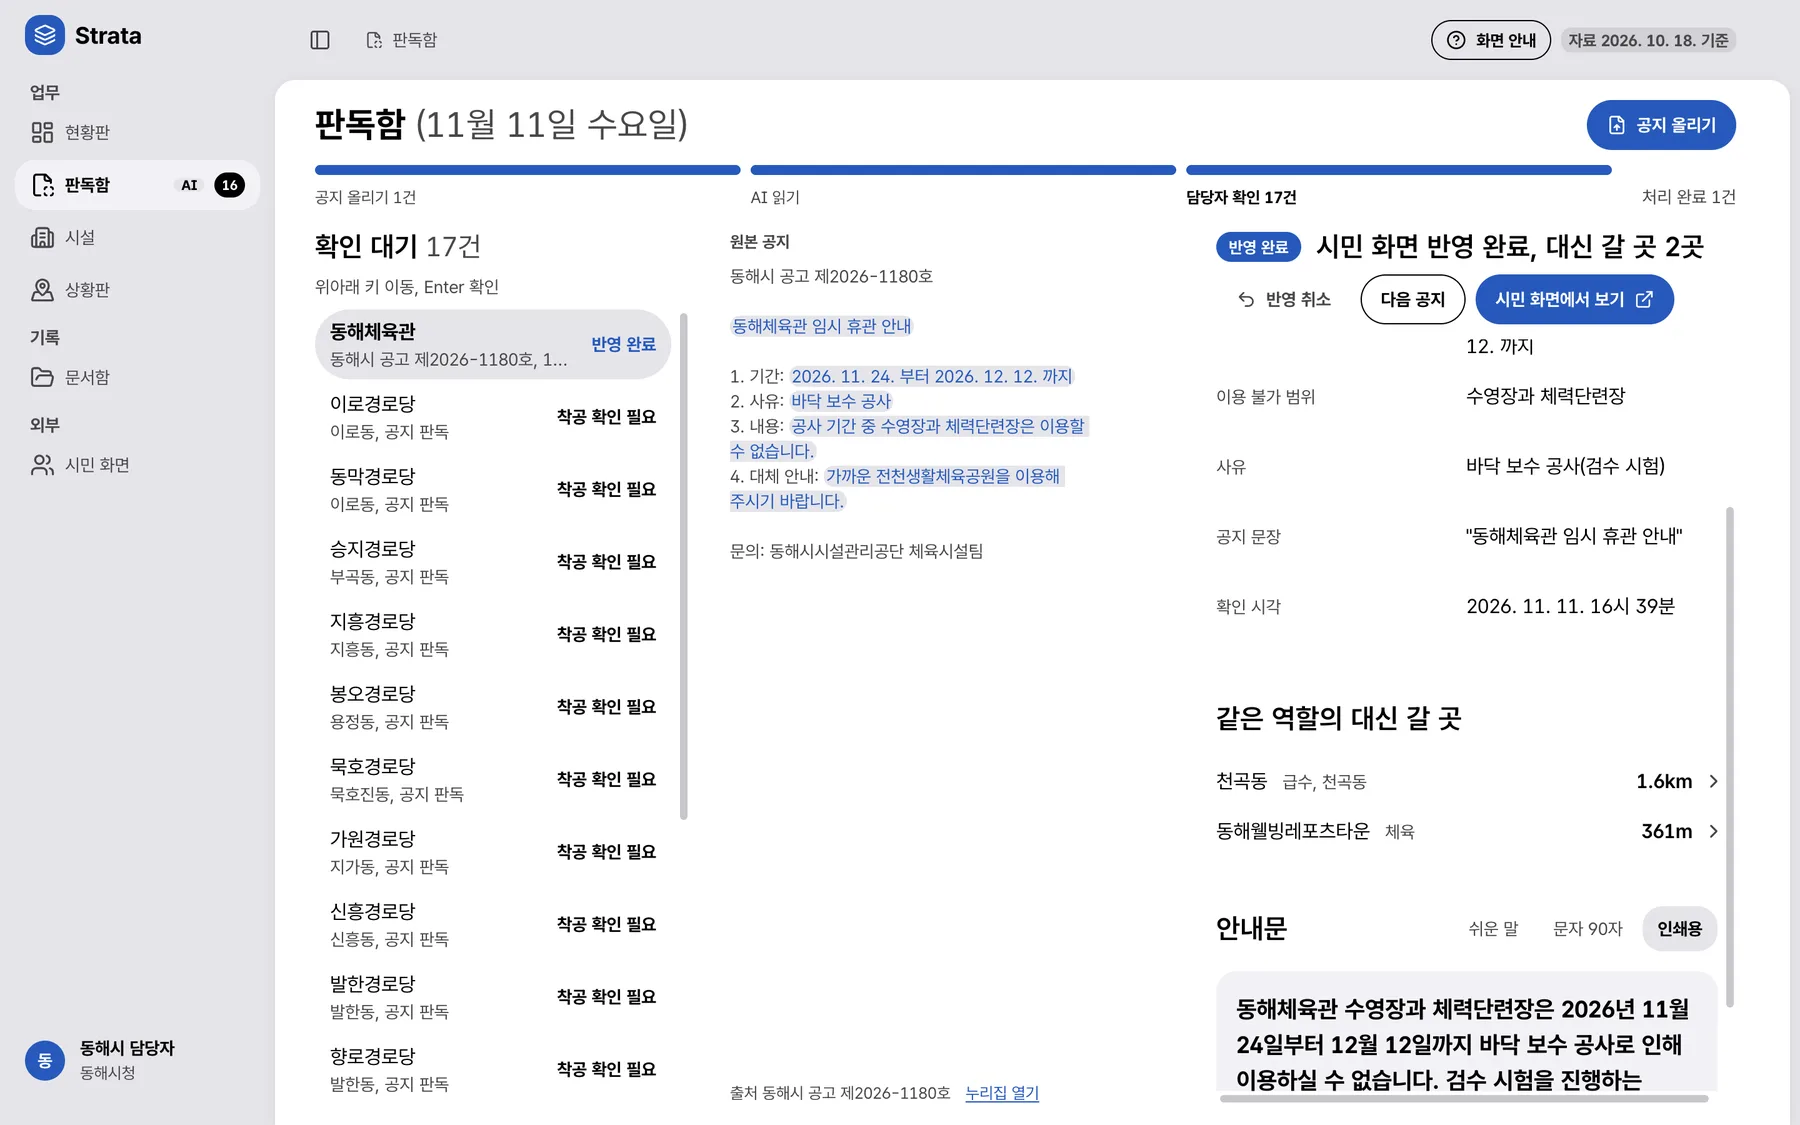 Strata
업무
현황판
판독함 AI 16
시설
상황판
기록
문서함
외부
시민 화면
동 동해시 담당자
동해시청
판독함
화면 안내 자료 2026. 10. 18. 기준
판독함 (11월 11일 수요일)
공지 올리기
공지 올리기 1건 AI 읽기 담당자 확인 17건 처리 완료 1건
확인 대기 17건
위아래 키 이동, Enter 확인
동해체육관
동해시 공고 제2026-1180호, 1... 반영 완료
이로경로당
이로동, 공지 판독 착공 확인 필요
동막경로당
이로동, 공지 판독 착공 확인 필요
승지경로당
부곡동, 공지 판독 착공 확인 필요
지흥경로당
지흥동, 공지 판독 착공 확인 필요
봉오경로당
용정동, 공지 판독 착공 확인 필요
묵호경로당
묵호진동, 공지 판독 착공 확인 필요
가원경로당
지가동, 공지 판독 착공 확인 필요
신흥경로당
신흥동, 공지 판독 착공 확인 필요
발한경로당
발한동, 공지 판독 착공 확인 필요
향로경로당
발한동, 공지 판독 착공 확인 필요
원본 공지
동해시 공고 제2026-1180호
동해체육관 임시 휴관 안내
1. 기간: 2026. 11. 24. 부터 2026. 12. 12. 까지
2. 사유: 바닥 보수 공사
3. 내용: 공사 기간 중 수영장과 체력단련장은 이용할
수 없습니다.
4. 대체 안내: 가까운 전천생활체육공원을 이용해
주시기 바랍니다.
문의: 동해시시설관리공단 체육시설팀
출처 동해시 공고 제2026-1180호 누리집 열기
반영 완료 시민 화면 반영 완료, 대신 갈 곳 2곳
반영 취소 다음 공지 시민 화면에서 보기
12. 까지
이용 불가 범위 수영장과 체력단련장
사유 바닥 보수 공사(검수 시험)
공지 문장 "동해체육관 임시 휴관 안내"
확인 시각 2026. 11. 11. 16시 39분
같은 역할의 대신 갈 곳
천곡동 급수, 천곡동 1.6km
동해웰빙레포츠타운 체육 361m
안내문 쉬운 말 문자 90자 인쇄용
동해체육관 수영장과 체력단련장은 2026년 11월
24일부터 12월 12일까지 바닥 보수 공사로 인해
이용하실 수 없습니다. 검수 시험을 진행하는